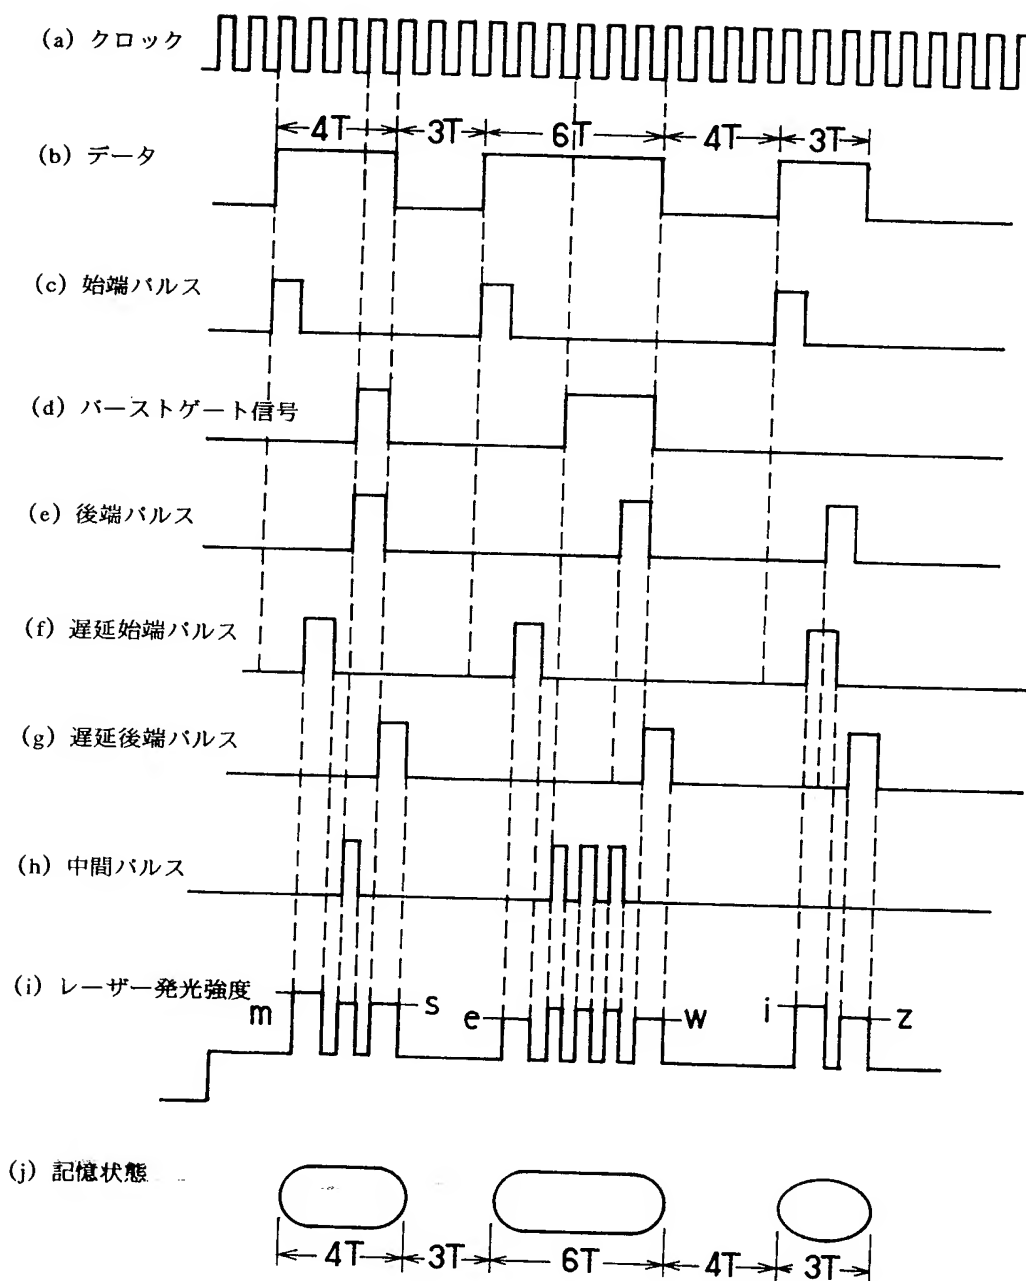 (a) クロック
4T 3T 6T 4T 3T
(b) データ
(c) 始端パルス
(d) バーストゲート信号
(e) 後端パルス
(f) 遅延始端パルス
(g) 遅延後端パルス
(h) 中間パルス
(i) レーザー発光強度
m s e w i z
(j) 記憶状態
4T 3T 6T 4T 3T